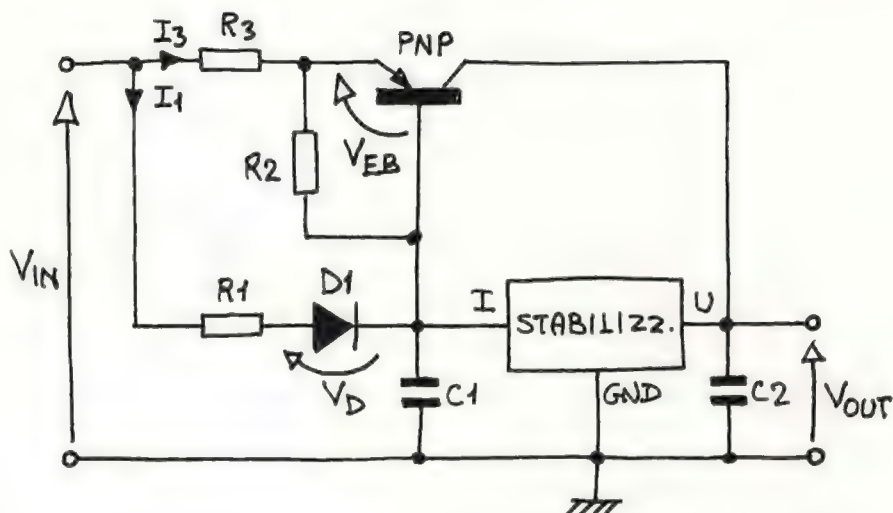 I3
R3
PNP
I1
R2
VEB
VIN
R1
D1
I
STABILIZZ.
U
VD
C1
GND
C2
VOUT